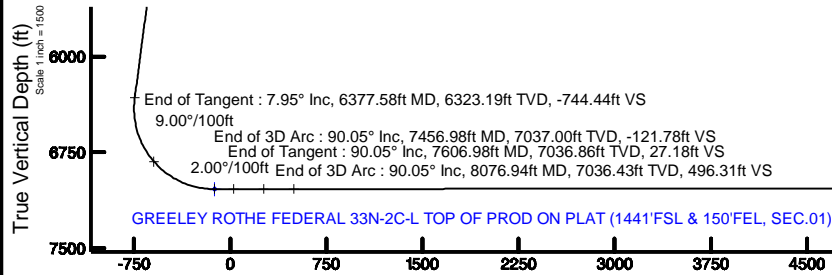 True Vertical Depth (ft)
Scale 1 inch = 1500
6000
6750
7500
End of Tangent : 7.95° Inc, 6377.58ft MD, 6323.19ft TVD, -744.44ft VS
9.00°/100ft
End of 3D Arc : 90.05° Inc, 7456.98ft MD, 7037.00ft TVD, -121.78ft VS
End of Tangent : 90.05° Inc, 7606.98ft MD, 7036.86ft TVD, 27.18ft VS
2.00°/100ft
End of 3D Arc : 90.05° Inc, 8076.94ft MD, 7036.43ft TVD, 496.31ft VS
GREELEY ROTHE FEDERAL 33N-2C-L TOP OF PROD ON PLAT (1441'FSL & 150'FEL, SEC.01)
-750 0 750 1500 2250 3000 3750 4500